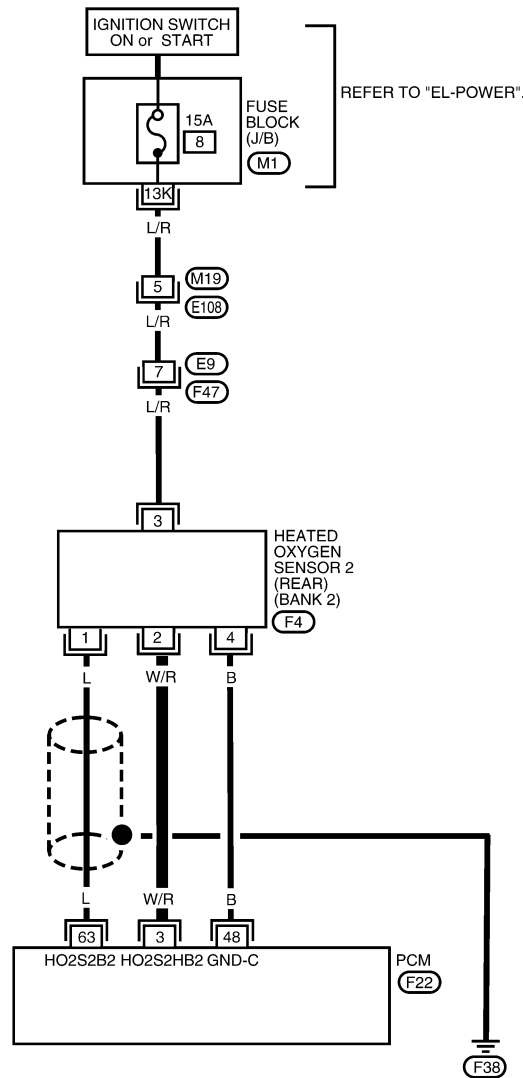 IGNITION SWITCH
ON or START
REFER TO "EL-POWER".
15A
8
FUSE
BLOCK
(J/B)
M1
13K
L/R
5
M19
E108
L/R
7
E9
F47
L/R
3
HEATED
OXYGEN
SENSOR 2
(REAR)
(BANK 2)
F4
1
2
4
L
W/R
B
L
W/R
B
63
3
48
HO2S2B2
HO2S2HB2
GND-C
PCM
F22
F38